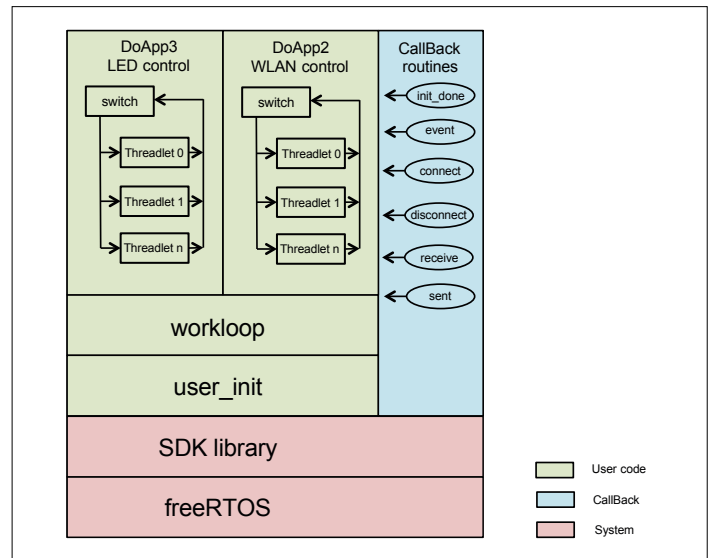 DoApp3
LED control
switch
Threadlet 0
Threadlet 1
Threadlet n
DoApp2
WLAN control
switch
Threadlet 0
Threadlet 1
Threadlet n
CallBack
routines
init_done
event
connect
disconnect
receive
sent
workloop
user_init
SDK library
freeRTOS
User code
CallBack
System